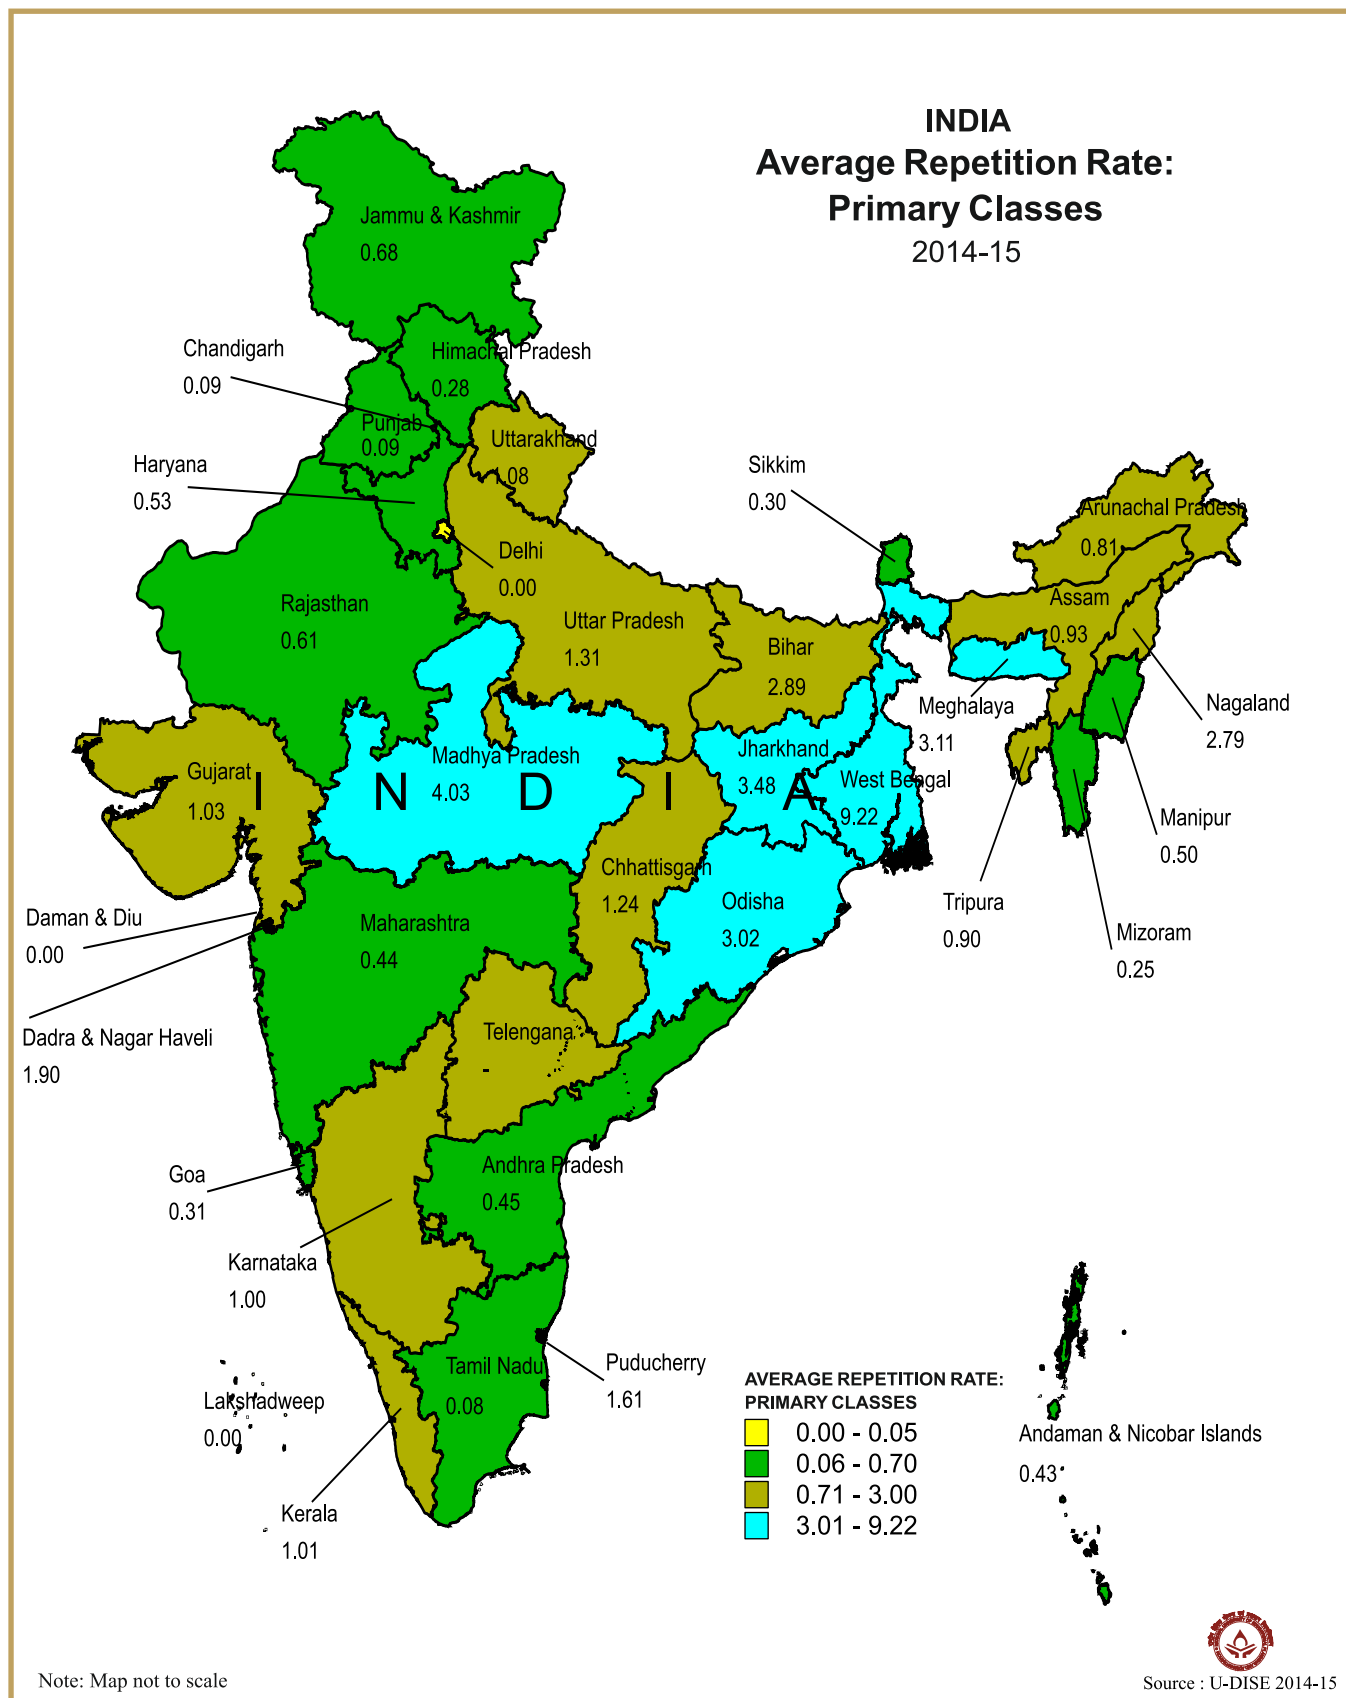 INDIA
Average Repetition Rate:
Primary Classes
2014-15
Jammu & Kashmir
0.68
Chandigarh
0.09
Himachal Pradesh
0.28
Punjab
0.09
Uttarakhand
1.08
Haryana
0.53
Sikkim
0.30
Arunachal Pradesh
0.81
Delhi
0.00
Rajasthan
0.61
Uttar Pradesh
1.31
Bihar
2.89
Assam
0.93
Meghalaya
3.11
Nagaland
2.79
Gujarat
1.03
Madhya Pradesh
4.03
Jharkhand
3.48
West Bengal
9.22
I N D I A
Manipur
0.50
Chhattisgarh
1.24
Odisha
3.02
Tripura
0.90
Mizoram
0.25
Daman & Diu
0.00
Maharashtra
0.44
Dadra & Nagar Haveli
1.90
Telengana
-
Goa
0.31
Andhra Pradesh
0.45
Karnataka
1.00
Tamil Nadu
0.08
Puducherry
1.61
Lakshadweep
0.00
Kerala
1.01
Andaman & Nicobar Islands
0.43
AVERAGE REPETITION RATE:
PRIMARY CLASSES
0.00 - 0.05
0.06 - 0.70
0.71 - 3.00
3.01 - 9.22
Note: Map not to scale
Source : U-DISE 2014-15